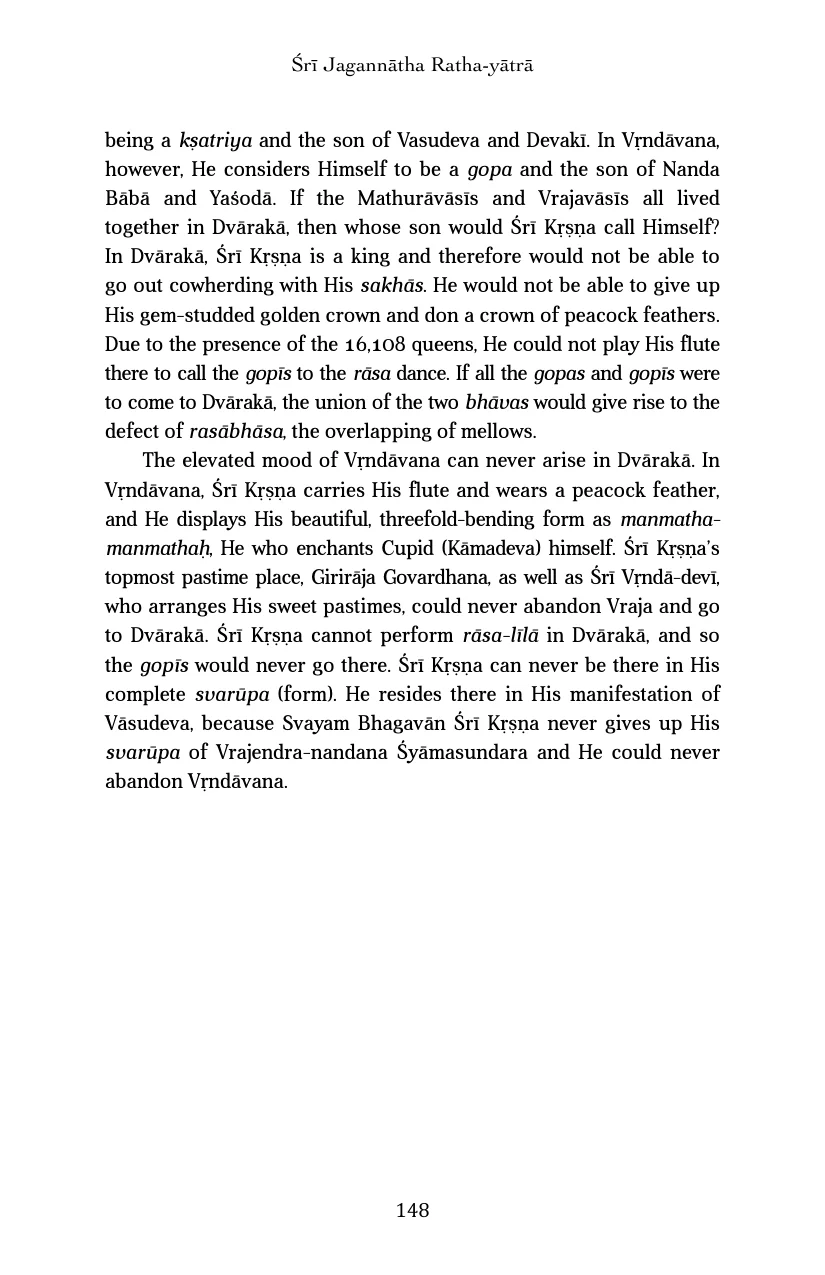 Śrī Jagannātha Ratha-yātrā
being a kṣatriya and the son of Vasudeva and Devakī. In Vṛndāvana,
however, He considers Himself to be a gopa and the son of Nanda
Bābā and Yaśodā. If the Mathurāvāsīs and Vrajavāsīs all lived
together in Dvārakā, then whose son would Śrī Kṛṣṇa call Himself?
In Dvārakā, Śrī Kṛṣṇa is a king and therefore would not be able to
go out cowherding with His sakhās. He would not be able to give up
His gem-studded golden crown and don a crown of peacock feathers.
Due to the presence of the 16,108 queens, He could not play His flute
there to call the gopīs to the rāsa dance. If all the gopas and gopīs were
to come to Dvārakā, the union of the two bhāvas would give rise to the
defect of rasābhāsa, the overlapping of mellows.
The elevated mood of Vṛndāvana can never arise in Dvārakā. In
Vṛndāvana, Śrī Kṛṣṇa carries His flute and wears a peacock feather,
and He displays His beautiful, threefold-bending form as manmatha-
manmathaḥ, He who enchants Cupid (Kāmadeva) himself. Śrī Kṛṣṇa's
topmost pastime place, Girirāja Govardhana, as well as Śrī Vṛndā-devī,
who arranges His sweet pastimes, could never abandon Vraja and go
to Dvārakā. Śrī Kṛṣṇa cannot perform rāsa-līlā in Dvārakā, and so
the gopīs would never go there. Śrī Kṛṣṇa can never be there in His
complete svarūpa (form). He resides there in His manifestation of
Vāsudeva, because Svayam Bhagavān Śrī Kṛṣṇa never gives up His
svarūpa of Vrajendra-nandana Śyāmasundara and He could never
abandon Vṛndāvana.
148